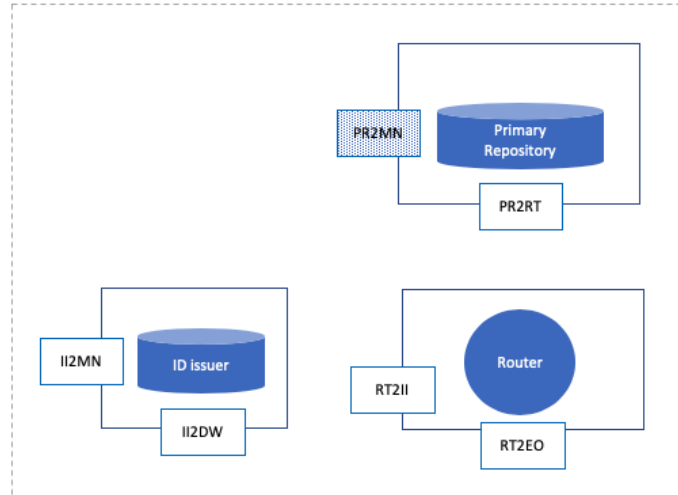 PR2MN
Primary
Repository
PR2RT
II2MN
ID issuer
II2DW
RT2II
Router
RT2EO